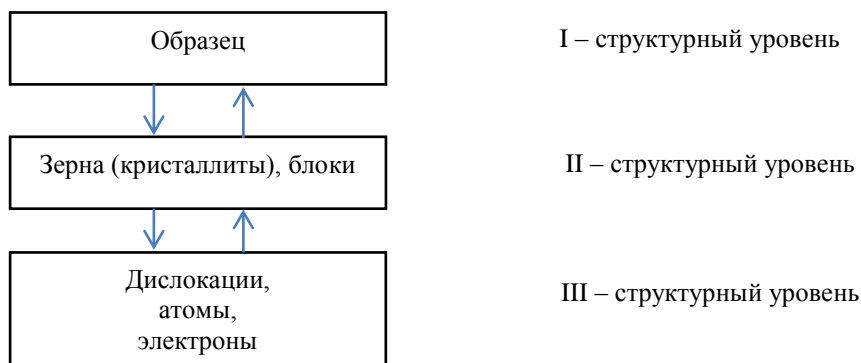 Образец
I – структурный уровень
Зерна (кристаллиты), блоки
II – структурный уровень
Дислокации,
атомы,
электроны
III – структурный уровень